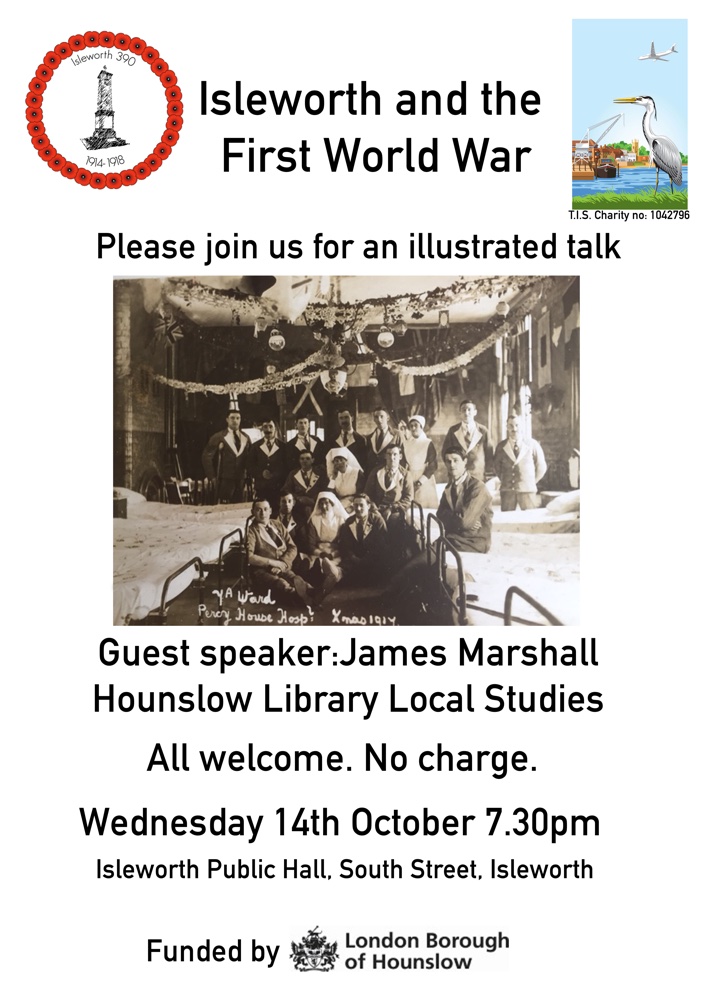 Isleworth 390
1914-1918
Isleworth and the
First World War
T.I.S. Charity no: 1042796
Please join us for an illustrated talk
Ward
Percy House Hospt Xmas 1917
Guest speaker:James Marshall
Hounslow Library Local Studies
All welcome. No charge.
Wednesday 14th October 7.30pm
Isleworth Public Hall, South Street, Isleworth
Funded by
London Borough
of Hounslow